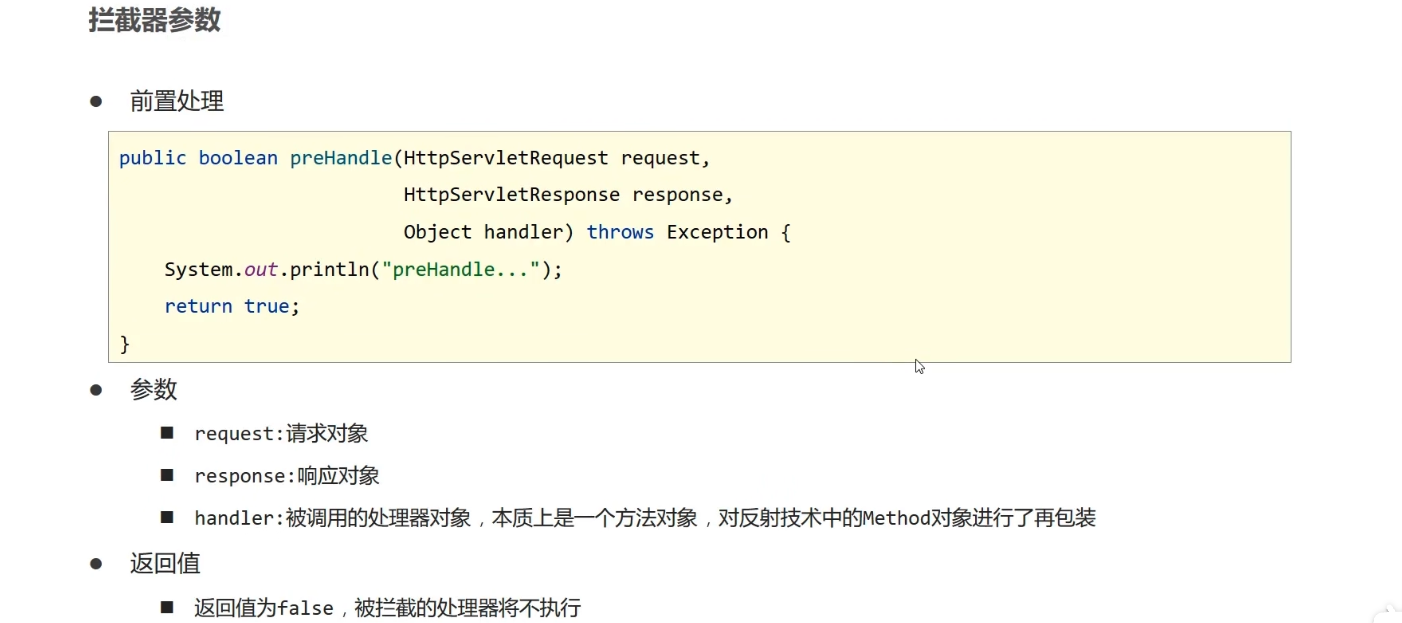 拦截器参数
● 前置处理
public boolean preHandle(HttpServletRequest request,
                         HttpServletResponse response,
                         Object handler) throws Exception {
    System.out.println("preHandle...");
    return true;
}
● 参数
■ request:请求对象
■ response:响应对象
■ handler:被调用的处理器对象，本质上是一个方法对象，对反射技术中的Method对象进行了再包装
● 返回值
■ 返回值为false，被拦截的处理器将不执行